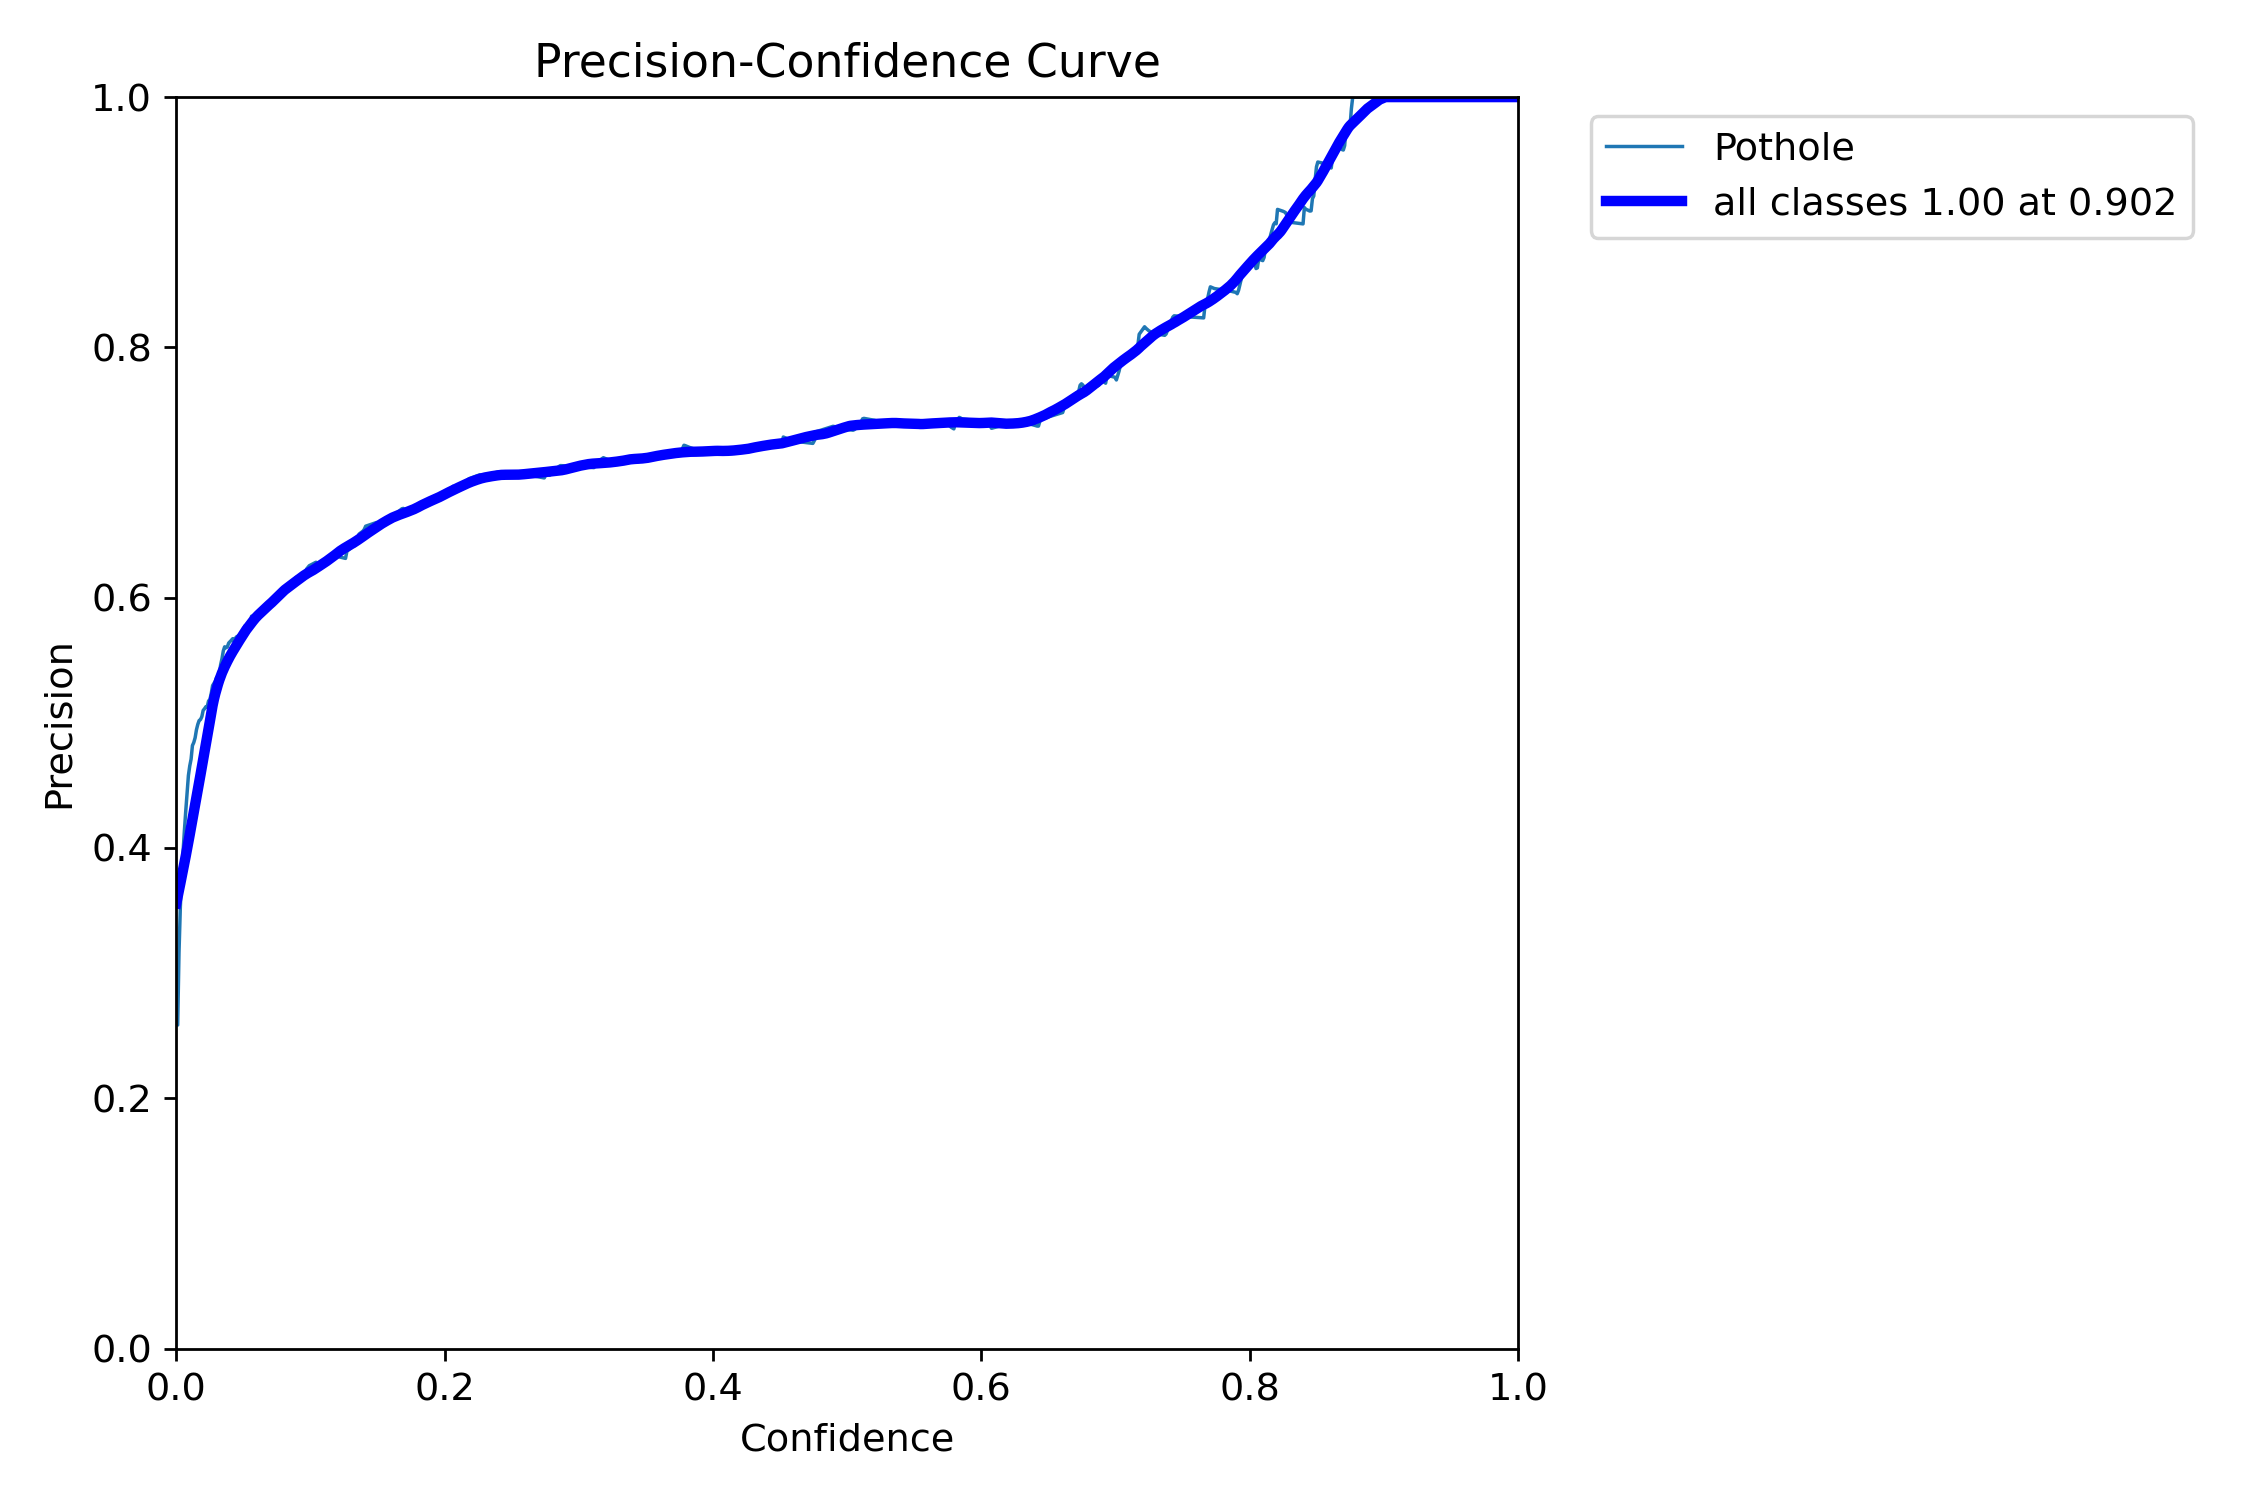 Precision-Confidence Curve
1.0
0.8
0.6
0.4
0.2
0.0
Precision
0.0 0.2 0.4 0.6 0.8 1.0
Confidence
Pothole
all classes 1.00 at 0.902